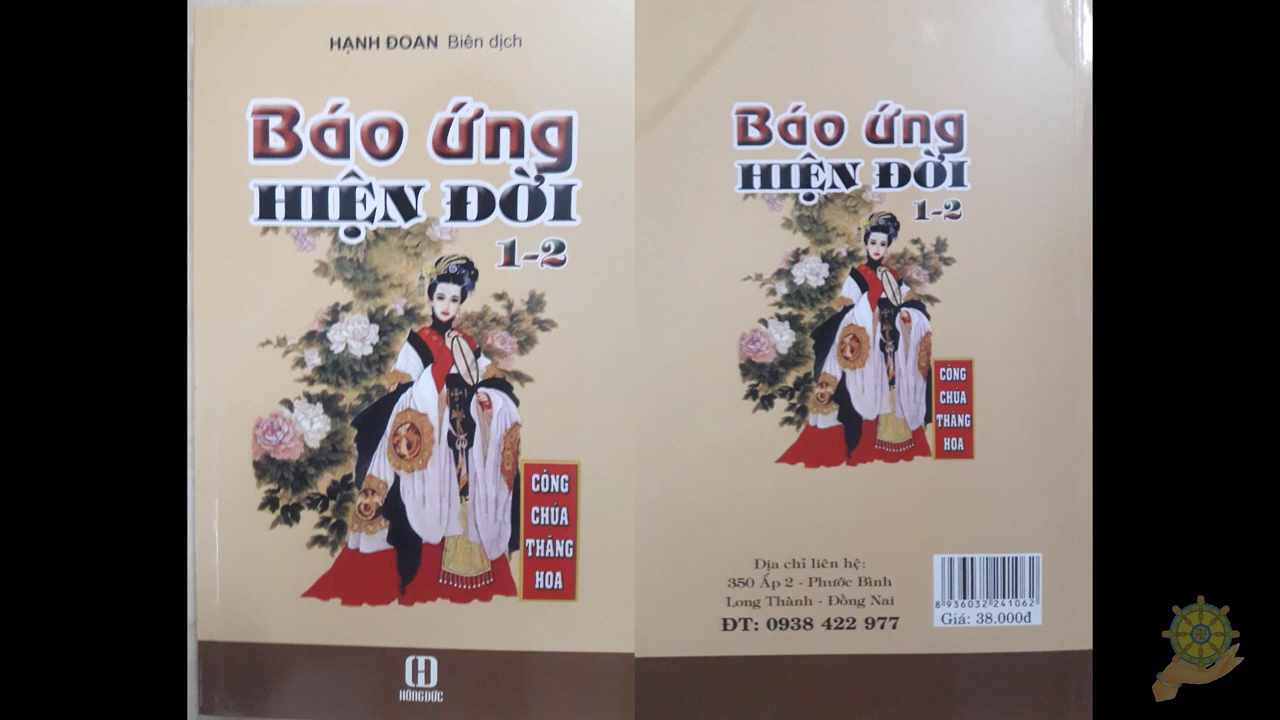 HẠNH ĐOAN Biên dịch
Báo ứng
HIỆN ĐỜI
1-2
CÔNG
CHÚA
THĂNG
HOA
HỒNG ĐỨC
Báo ứng
HIỆN ĐỜI
1-2
CÔNG
CHÚA
THĂNG
HOA
Địa chỉ liên hệ:
350 Ấp 2 - Phước Bình
Long Thành - Đồng Nai
ĐT: 0938 422 977
8 936032 241062
Giá: 38.000đ